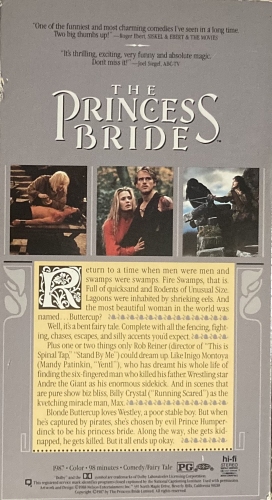 "One of the funniest and most charming comedies I've seen in a long time
Two big thumbs up!" —Roger Ebert, SISKEL & EBERT & THE MOVIES
"It's thrilling, exciting, very funny and absolute magic.
Don't miss it!"—Joel Siegel, ABC-TV
THE
PRINCESS
BRIDE™
Return to a time when men were men and
swamps were swamps. Fire Swamps, that is.
Full of quicksand and Rodents of Unusual Size.
Lagoons were inhabited by shrieking eels. And
the most beautiful woman in the world was
named...Buttercup?
Well, it's a bent fairy tale. Complete with all the fencing, fight-
ing, chases, escapes, and silly accents you'd expect.
Plus one or two things only Rob Reiner (director of "This is
Spinal Tap," "Stand By Me") could dream up. Like Inigo Montoya
(Mandy Patinkin, "Yentl"), who has dreamt his whole life of
finding the six-fingered man who killed his father. Wrestling star
Andre the Giant as his enormous sidekick. And in scenes that
are pure show biz bliss, Billy Crystal ("Running Scared") as the
kvetching miracle man, Max.
Blonde Buttercup loves Westley, a poor stable boy. But when
he's captured by pirates, she's chosen by evil Prince Humper-
dinck to be his princess bride. Along the way, she gets kid-
napped, he gets killed. But it all ends okay.
1987 • Color • 98 minutes • Comedy/Fairy Tale PG
hi-fi
STEREO